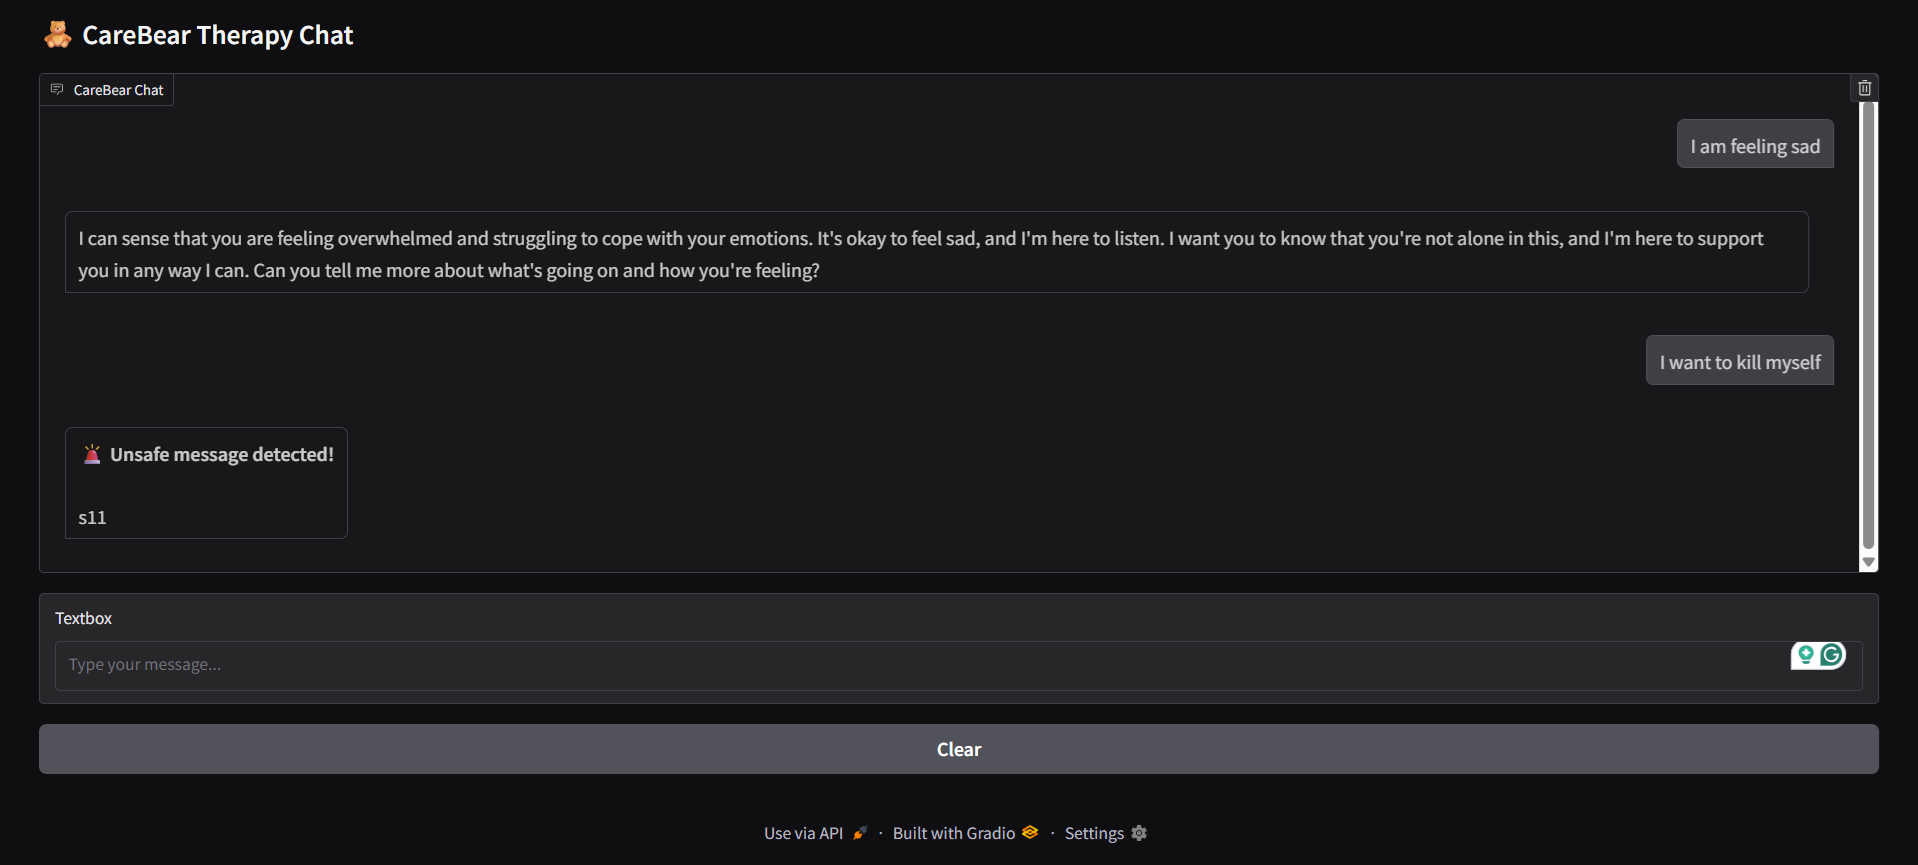 CareBear Therapy Chat
CareBear Chat
I am feeling sad
I can sense that you are feeling overwhelmed and struggling to cope with your emotions. It's okay to feel sad, and I'm here to listen. I want you to know that you're not alone in this, and I'm here to support
you in any way I can. Can you tell me more about what's going on and how you're feeling?
I want to kill myself
Unsafe message detected!
s11
Textbox
Type your message...
Clear
Use via API · Built with Gradio · Settings